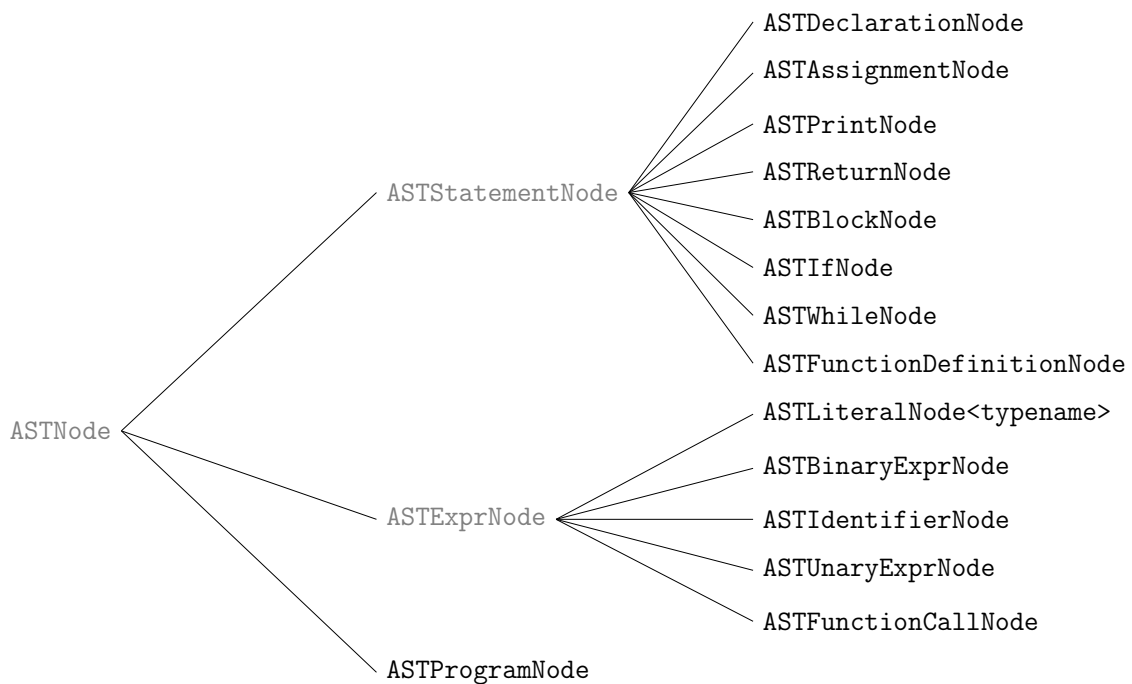 ASTDeclarationNode
ASTAssignmentNode
ASTPrintNode
ASTReturnNode
ASTStatementNode
ASTBlockNode
ASTIfNode
ASTWhileNode
ASTFunctionDefinitionNode
ASTLiteralNode<typename>
ASTNode
ASTBinaryExprNode
ASTExprNode
ASTIdentifierNode
ASTUnaryExprNode
ASTFunctionCallNode
ASTProgramNode